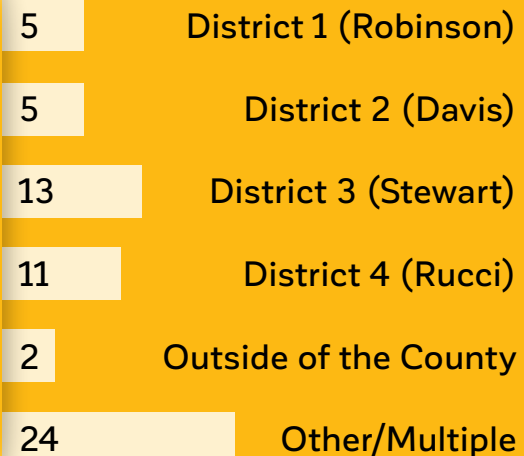 5 District 1 (Robinson)
5 District 2 (Davis)
13 District 3 (Stewart)
11 District 4 (Rucci)
2 Outside of the County
24 Other/Multiple